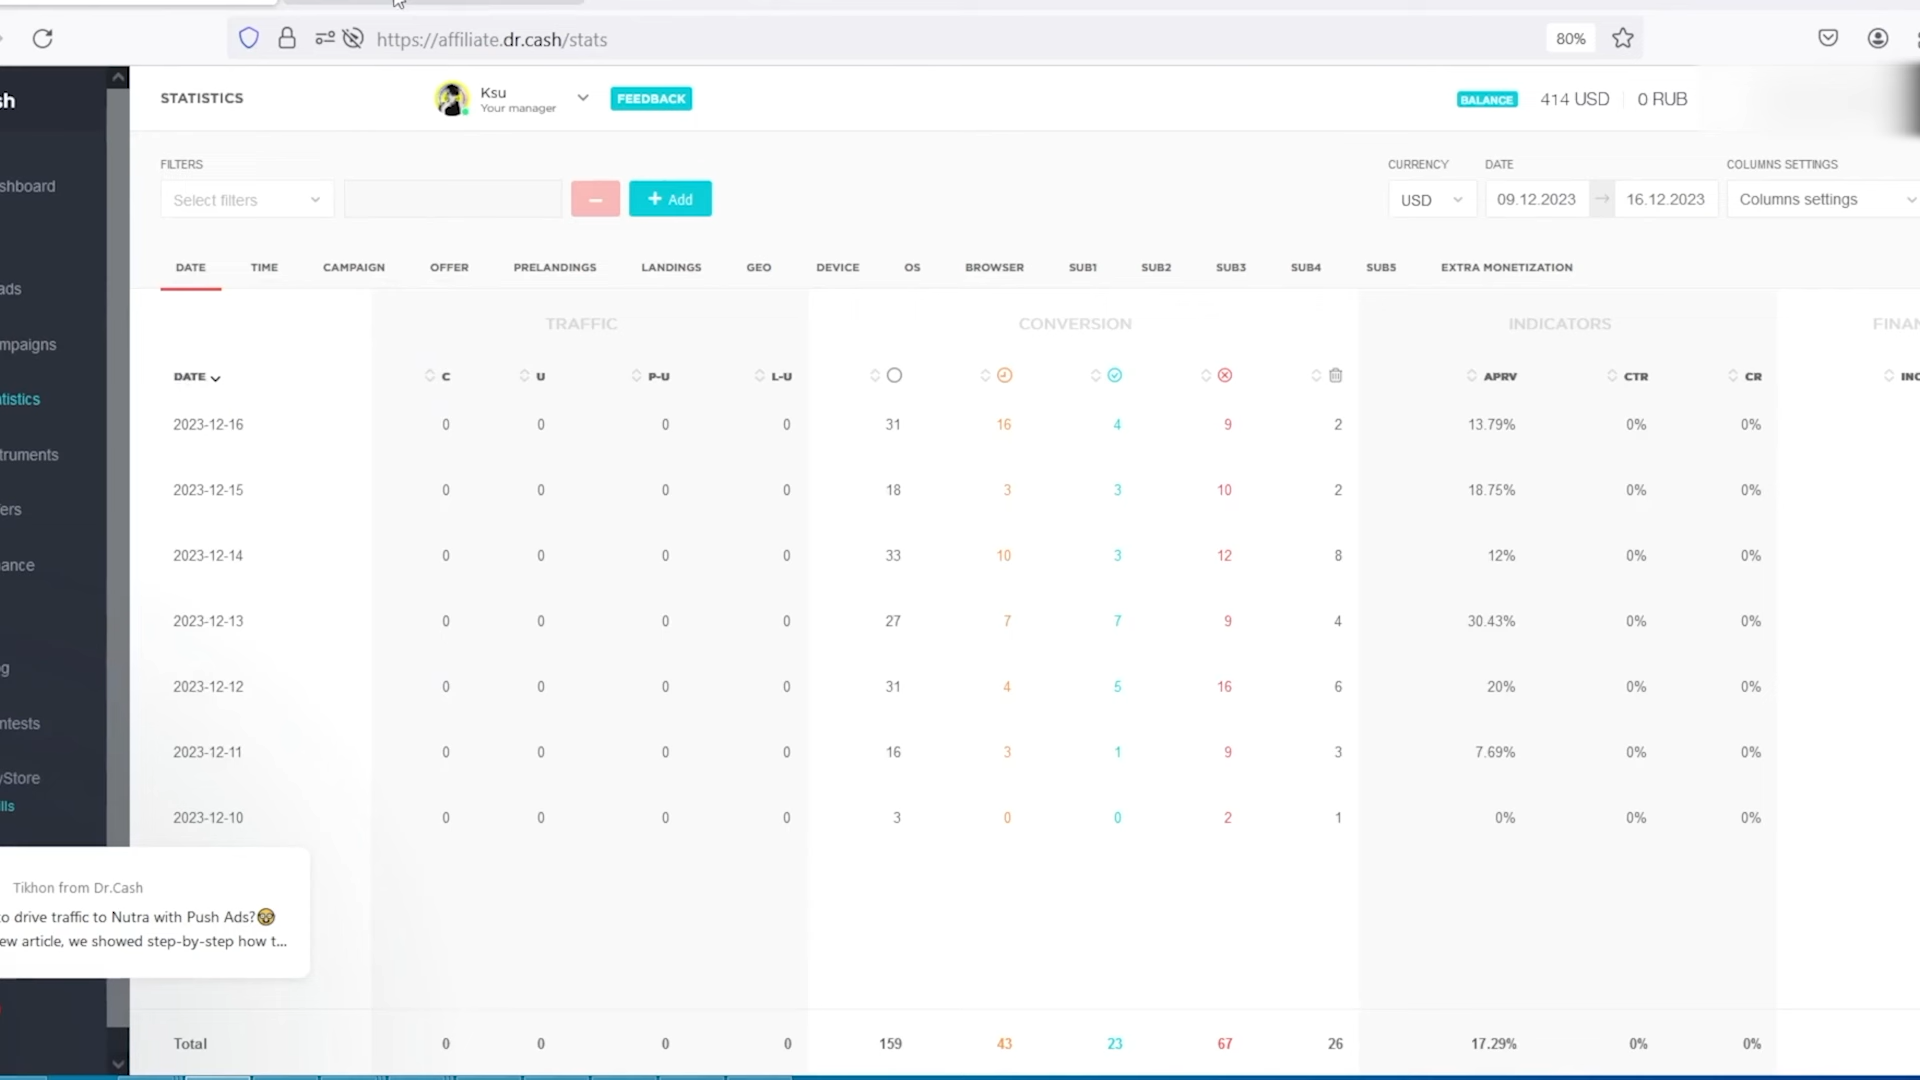 https://affiliate.dr.cash/stats
80%
sh
STATISTICS
Ksu
Your manager
FEEDBACK
BALANCE 414 USD 0 RUB
FILTERS
CURRENCY DATE COLUMNS SETTINGS
Select filters
+ Add
USD 09.12.2023 → 16.12.2023 Columns settings
shboard
ads
mpaigns
atistics
truments
ers
ance
g
ntests
yStore
lls
DATE TIME CAMPAIGN OFFER PRELANDINGS LANDINGS GEO DEVICE OS BROWSER SUB1 SUB2 SUB3 SUB4 SUB5 EXTRA MONETIZATION
TRAFFIC CONVERSION INDICATORS FINAN
DATE C U P-U L-U APRV CTR CR INC
2023-12-16 0 0 0 0 31 16 4 9 2 13.79% 0% 0%
2023-12-15 0 0 0 0 18 3 3 10 2 18.75% 0% 0%
2023-12-14 0 0 0 0 33 10 3 12 8 12% 0% 0%
2023-12-13 0 0 0 0 27 7 7 9 4 30.43% 0% 0%
2023-12-12 0 0 0 0 31 4 5 16 6 20% 0% 0%
2023-12-11 0 0 0 0 16 3 1 9 3 7.69% 0% 0%
2023-12-10 0 0 0 0 3 0 0 2 1 0% 0% 0%
Tikhon from Dr.Cash
to drive traffic to Nutra with Push Ads?🤓
ew article, we showed step-by-step how t...
Total 0 0 0 0 159 43 23 67 26 17.29% 0% 0%